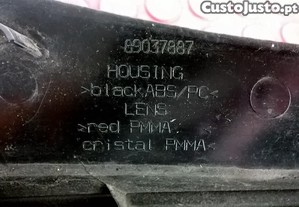 CustoJusto.pt
89037887
HOUSING
>blackABS/PC<
LENS
>red PMMA
cristal PMMA<